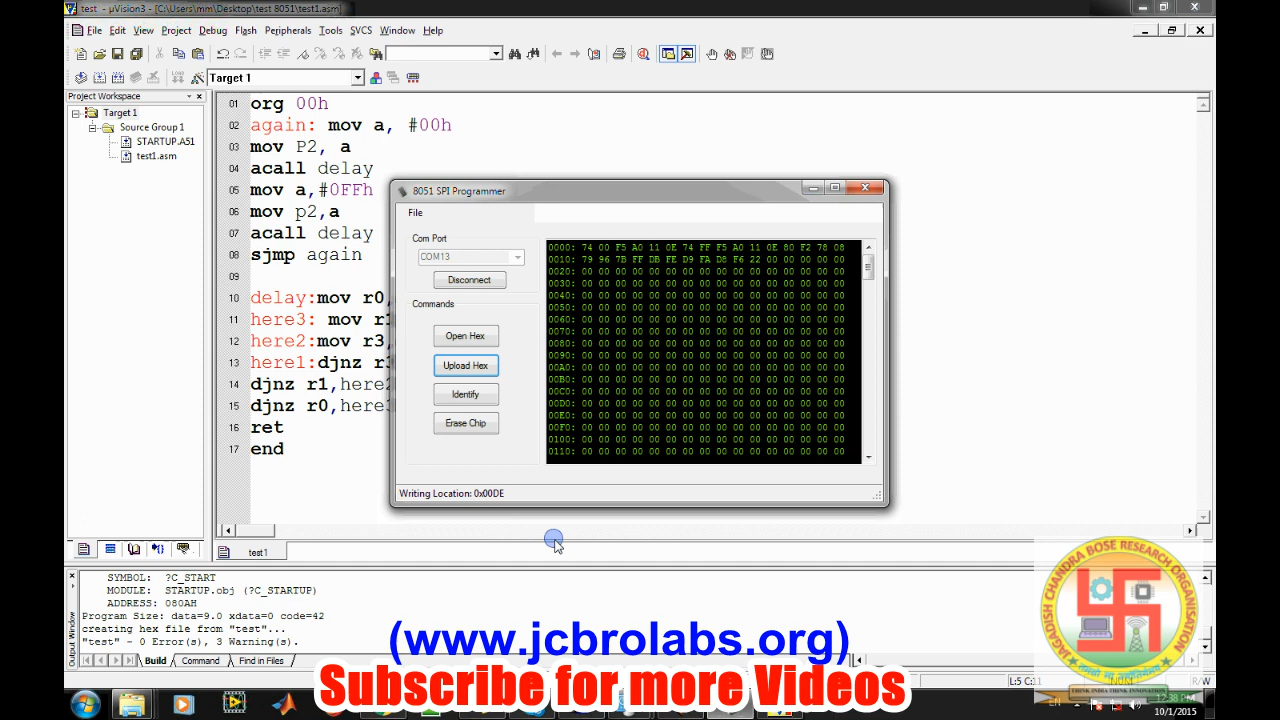 test - µVision3 - [C:\Users\mm\Desktop\test 8051\test1.asm]
File Edit View Project Debug Flash Peripherals Tools SVCS Window Help
Target 1
Project Workspace
Target 1
Source Group 1
STARTUP.A51
test1.asm
01 org 00h
02 again: mov a, #00h
03 mov P2, a
04 acall delay
05 mov a,#0FFh
06 mov p2,a
07 acall delay
08 sjmp again
09
10 delay:mov r0,
11 here3: mov r1
12 here2:mov r3,
13 here1:djnz r3
14 djnz r1,here2
15 djnz r0,here3
16 ret
17 end
8051 SPI Programmer
File
Com Port
COM13
Disconnect
Commands
Open Hex
Upload Hex
Identify
Erase Chip
0000: 74 00 F5 A0 11 0E 74 FF F5 A0 11 0E 80 F2 78 08
0010: 79 96 7B FF DB FE D9 FA D8 F6 22 00 00 00 00 00
0020: 00 00 00 00 00 00 00 00 00 00 00 00 00 00 00 00
0030: 00 00 00 00 00 00 00 00 00 00 00 00 00 00 00 00
0040: 00 00 00 00 00 00 00 00 00 00 00 00 00 00 00 00
0050: 00 00 00 00 00 00 00 00 00 00 00 00 00 00 00 00
0060: 00 00 00 00 00 00 00 00 00 00 00 00 00 00 00 00
0070: 00 00 00 00 00 00 00 00 00 00 00 00 00 00 00 00
0080: 00 00 00 00 00 00 00 00 00 00 00 00 00 00 00 00
0090: 00 00 00 00 00 00 00 00 00 00 00 00 00 00 00 00
00A0: 00 00 00 00 00 00 00 00 00 00 00 00 00 00 00 00
00B0: 00 00 00 00 00 00 00 00 00 00 00 00 00 00 00 00
00C0: 00 00 00 00 00 00 00 00 00 00 00 00 00 00 00 00
00D0: 00 00 00 00 00 00 00 00 00 00 00 00 00 00 00 00
00E0: 00 00 00 00 00 00 00 00 00 00 00 00 00 00 00 00
00F0: 00 00 00 00 00 00 00 00 00 00 00 00 00 00 00 00
0100: 00 00 00 00 00 00 00 00 00 00 00 00 00 00 00 00
0110: 00 00 00 00 00 00 00 00 00 00 00 00 00 00 00 00
Writing Location: 0x00DE
test1
SYMBOL: ?C_START
MODULE: STARTUP.obj (?C_STARTUP)
ADDRESS: 080AH
Program Size: data=9.0 xdata=0 code=42
creating hex file from "test"...
"test" - 0 Error(s), 3 Warning(s).
Output Window
Build Command Find in Files
(www.jcbrolabs.org)
Subscribe for more Videos
JAGADISH CHANDRA BOSE RESEARCH ORGANISATION
THINK INDIA THINK INNOVATION
L:5 C:11
NUM
R/W
12:38 PM
10/1/2015